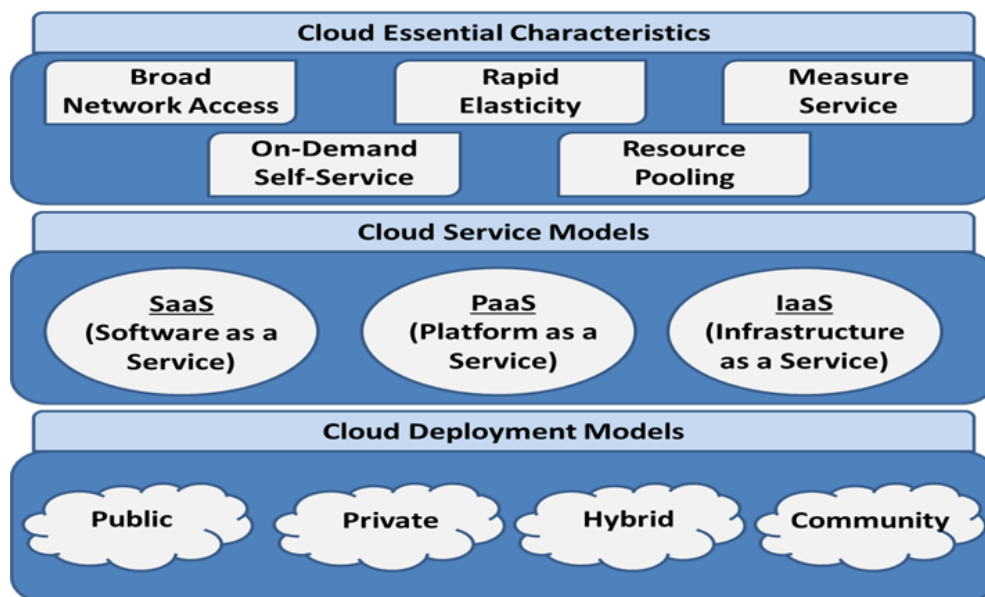 Cloud Essential Characteristics
Broad
Network Access
Rapid
Elasticity
Measure
Service
On-Demand
Self-Service
Resource
Pooling
Cloud Service Models
SaaS
(Software as a
Service)
PaaS
(Platform as a
Service)
IaaS
(Infrastructure
as a Service)
Cloud Deployment Models
Public
Private
Hybrid
Community